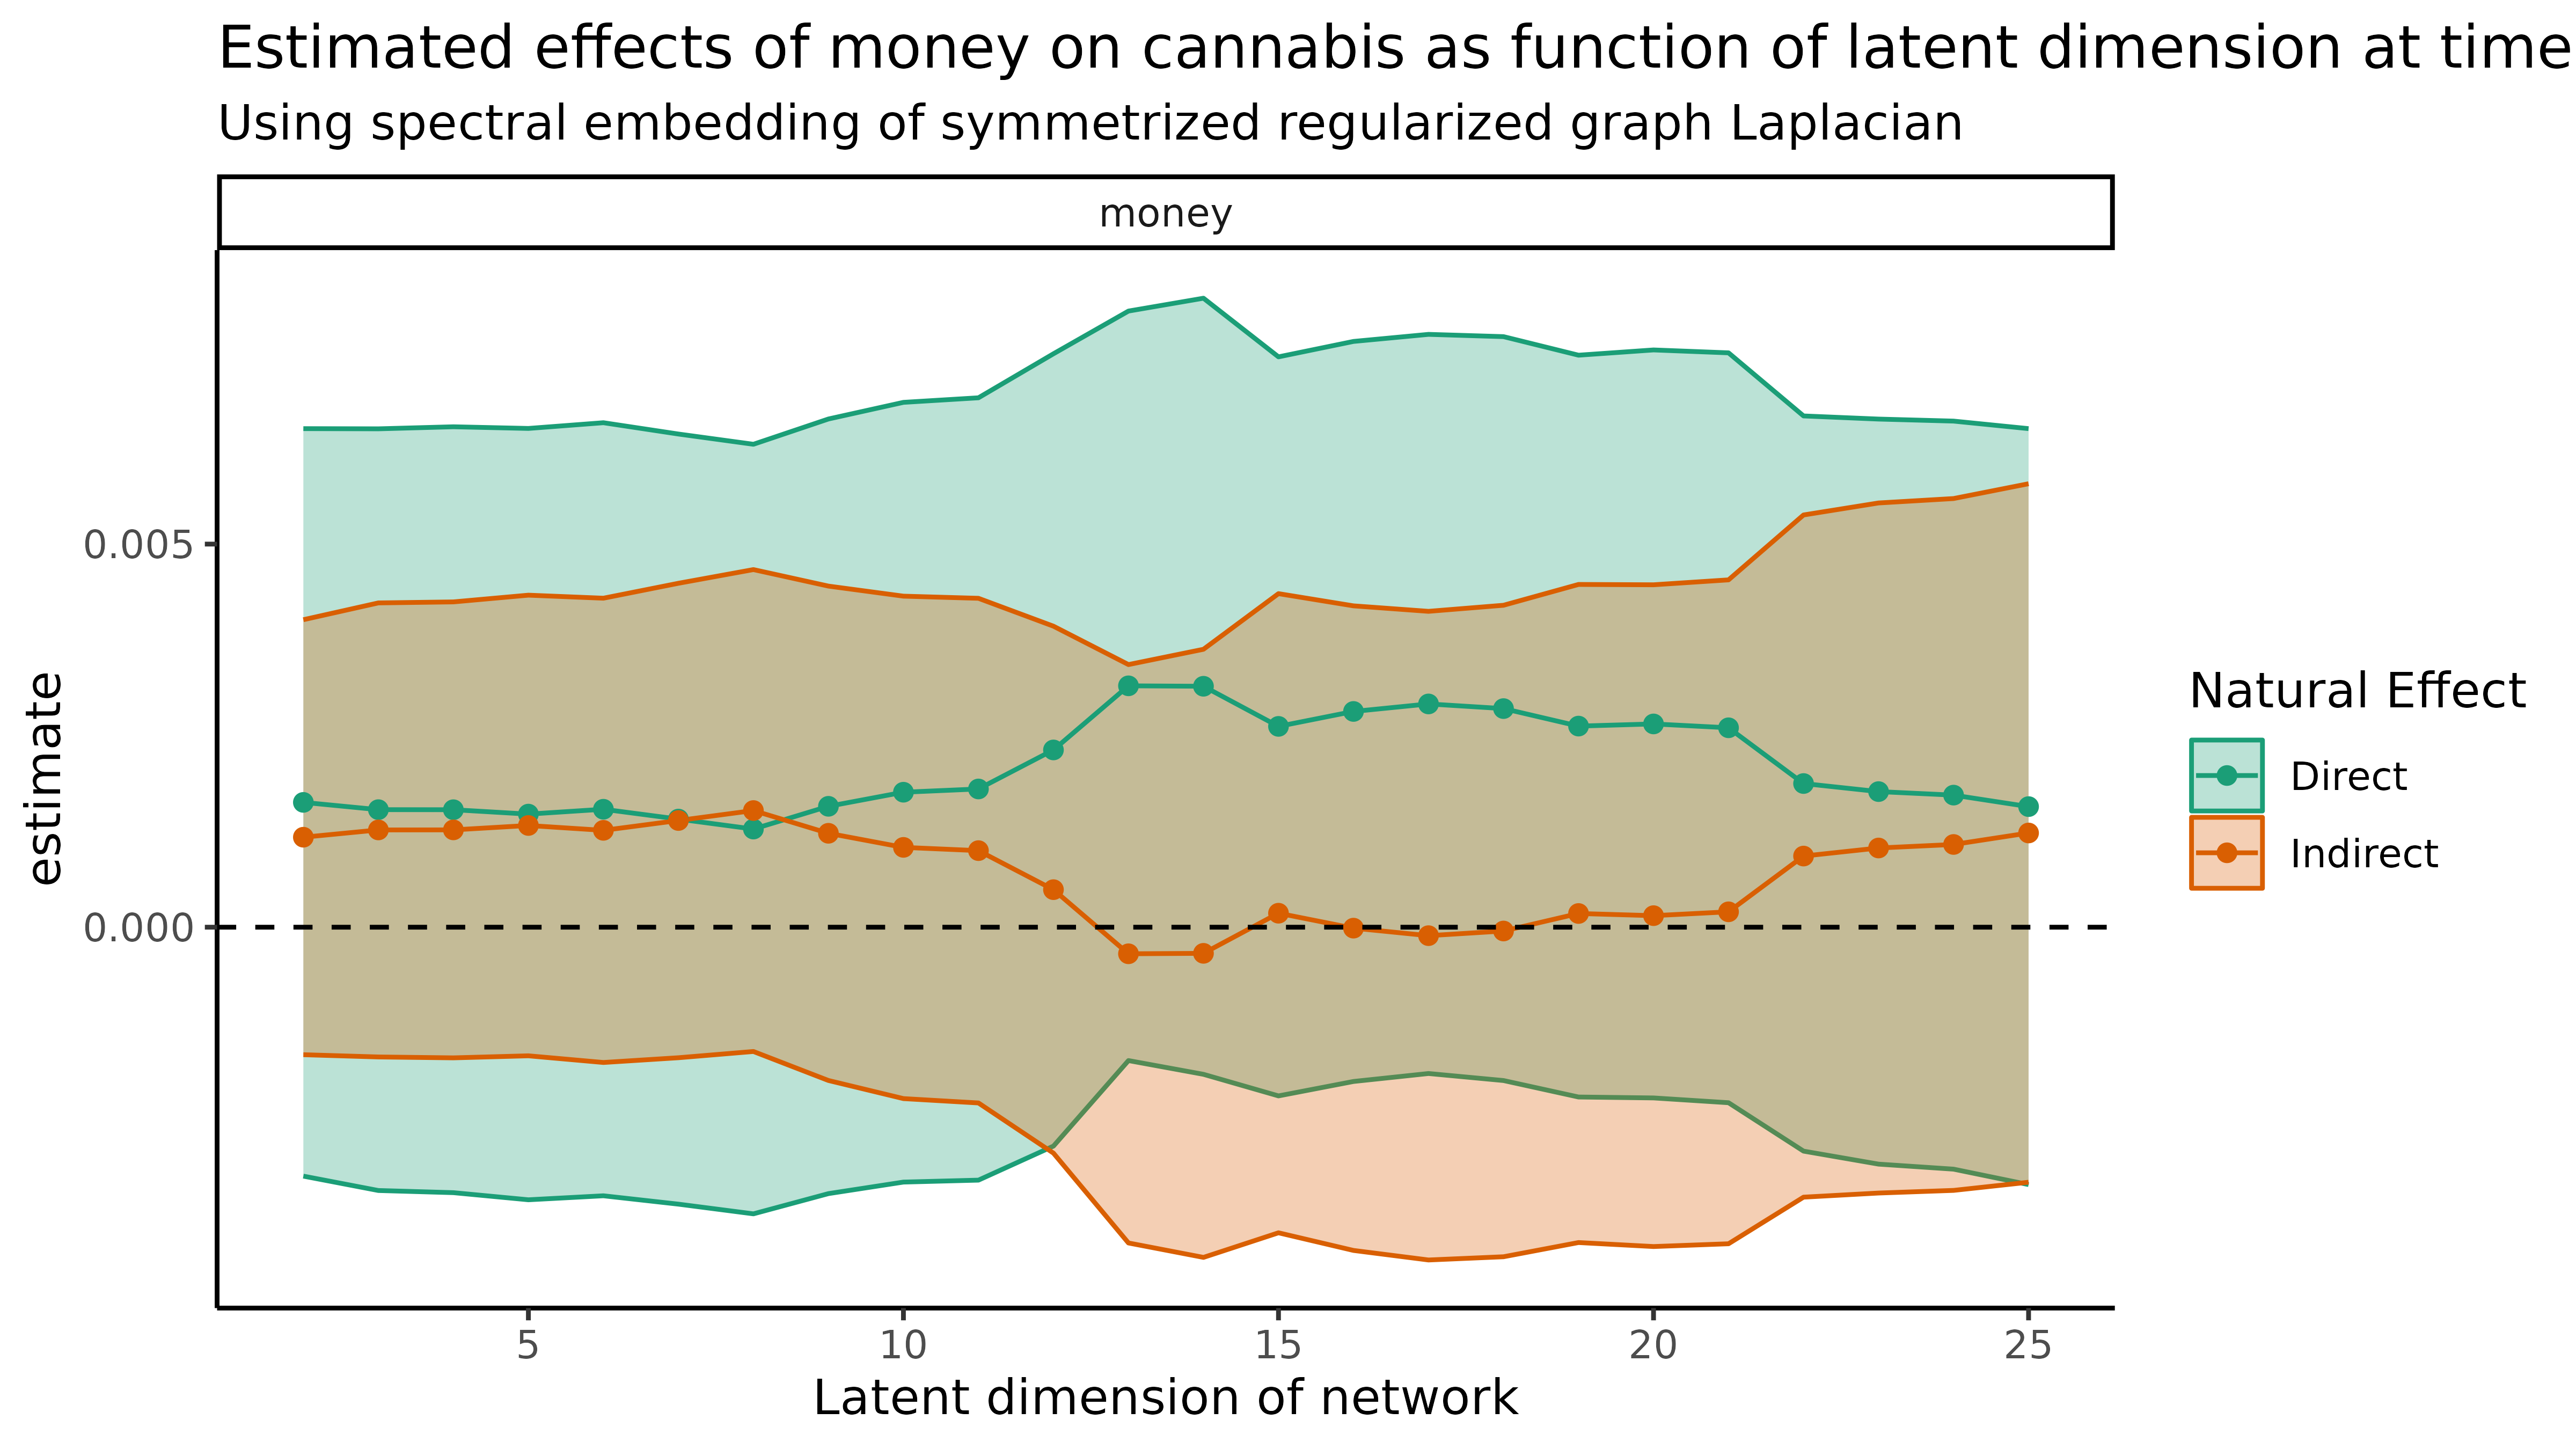 Estimated effects of money on cannabis as function of latent dimension at time
Using spectral embedding of symmetrized regularized graph Laplacian
money
0.005
0.000
estimate
5 10 15 20 25
Latent dimension of network
Natural Effect
Direct
Indirect